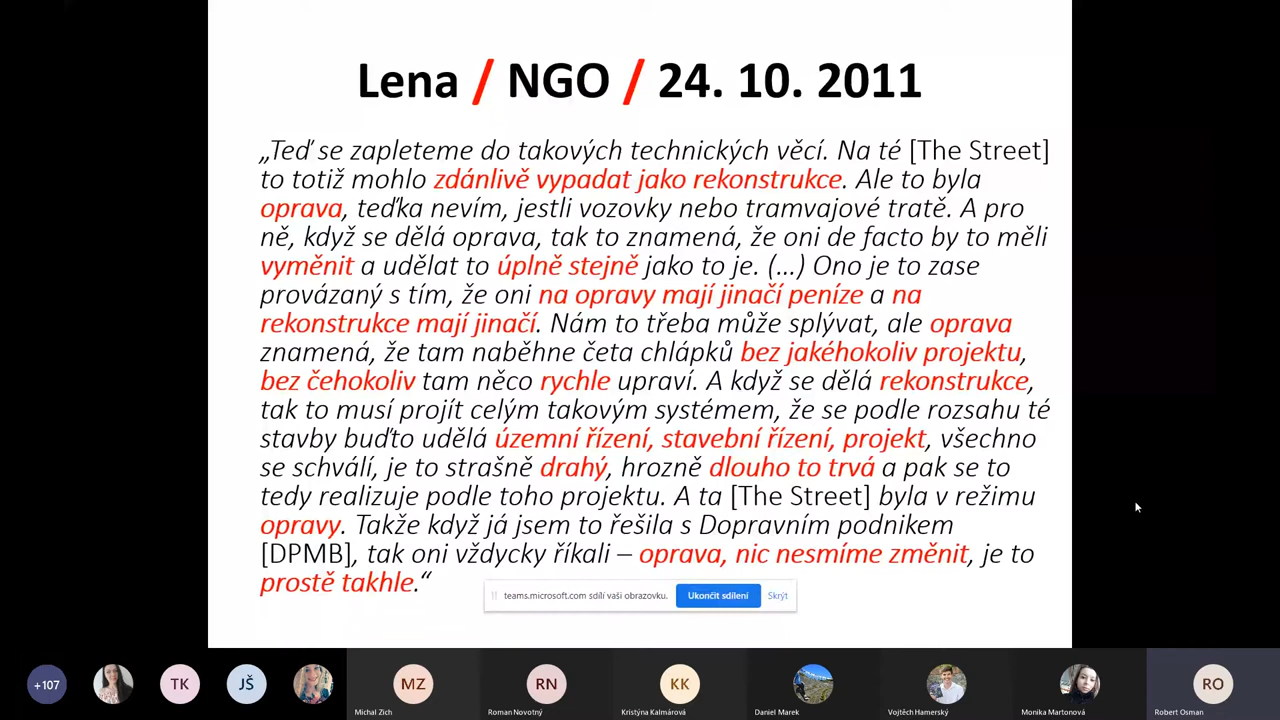 Lena / NGO / 24. 10. 2011
„Teď se zapleteme do takových technických věcí. Na té [The Street]
to totiž mohlo zdánlivě vypadat jako rekonstrukce. Ale to byla
oprava, teďka nevím, jestli vozovky nebo tramvajové tratě. A pro
ně, když se dělá oprava, tak to znamená, že oni de facto by to měli
vyměnit a udělat to úplně stejně jako to je. (…) Ono je to zase
provázaný s tím, že oni na opravy mají jinačí peníze a na
rekonstrukce mají jinačí. Nám to třeba může splývat, ale oprava
znamená, že tam naběhne četa chlápků bez jakéhokoliv projektu,
bez čehokoliv tam něco rychle upraví. A když se dělá rekonstrukce,
tak to musí projít celým takovým systémem, že se podle rozsahu té
stavby buďto udělá územní řízení, stavební řízení, projekt, všechno
se schválí, je to strašně drahý, hrozně dlouho to trvá a pak se to
tedy realizuje podle toho projektu. A ta [The Street] byla v režimu
opravy. Takže když já jsem to řešila s Dopravním podnikem
[DPMB], tak oni vždycky říkali – oprava, nic nesmíme změnit, je to
prostě takhle.“
teams.microsoft.com sdílí vaši obrazovku. Ukončit sdílení Skrýt
+107 TK JŠ MZ RN KK RO
Michal Zich Roman Novotný Kristýna Kalmárová Daniel Marek Vojtěch Hamerský Monika Martonová Robert Osman